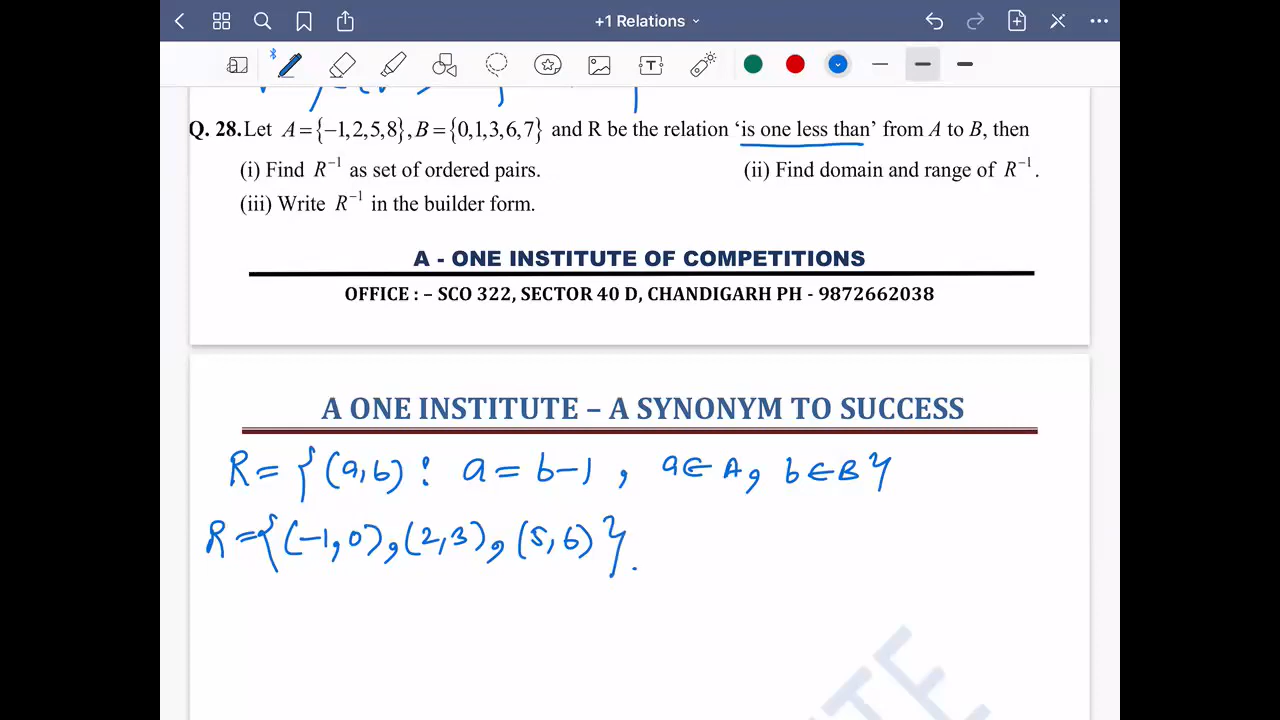 +1 Relations
Q. 28. Let A = {−1,2,5,8}, B = {0,1,3,6,7} and R be the relation ‘is one less than’ from A to B, then
(i) Find R⁻¹ as set of ordered pairs. (ii) Find domain and range of R⁻¹.
(iii) Write R⁻¹ in the builder form.
A - ONE INSTITUTE OF COMPETITIONS
OFFICE : – SCO 322, SECTOR 40 D, CHANDIGARH PH - 9872662038
A ONE INSTITUTE – A SYNONYM TO SUCCESS
R = {(a,b) : a = b−1 , a ∈ A, b ∈ B}
R = {(−1,0), (2,3), (5,6)}.